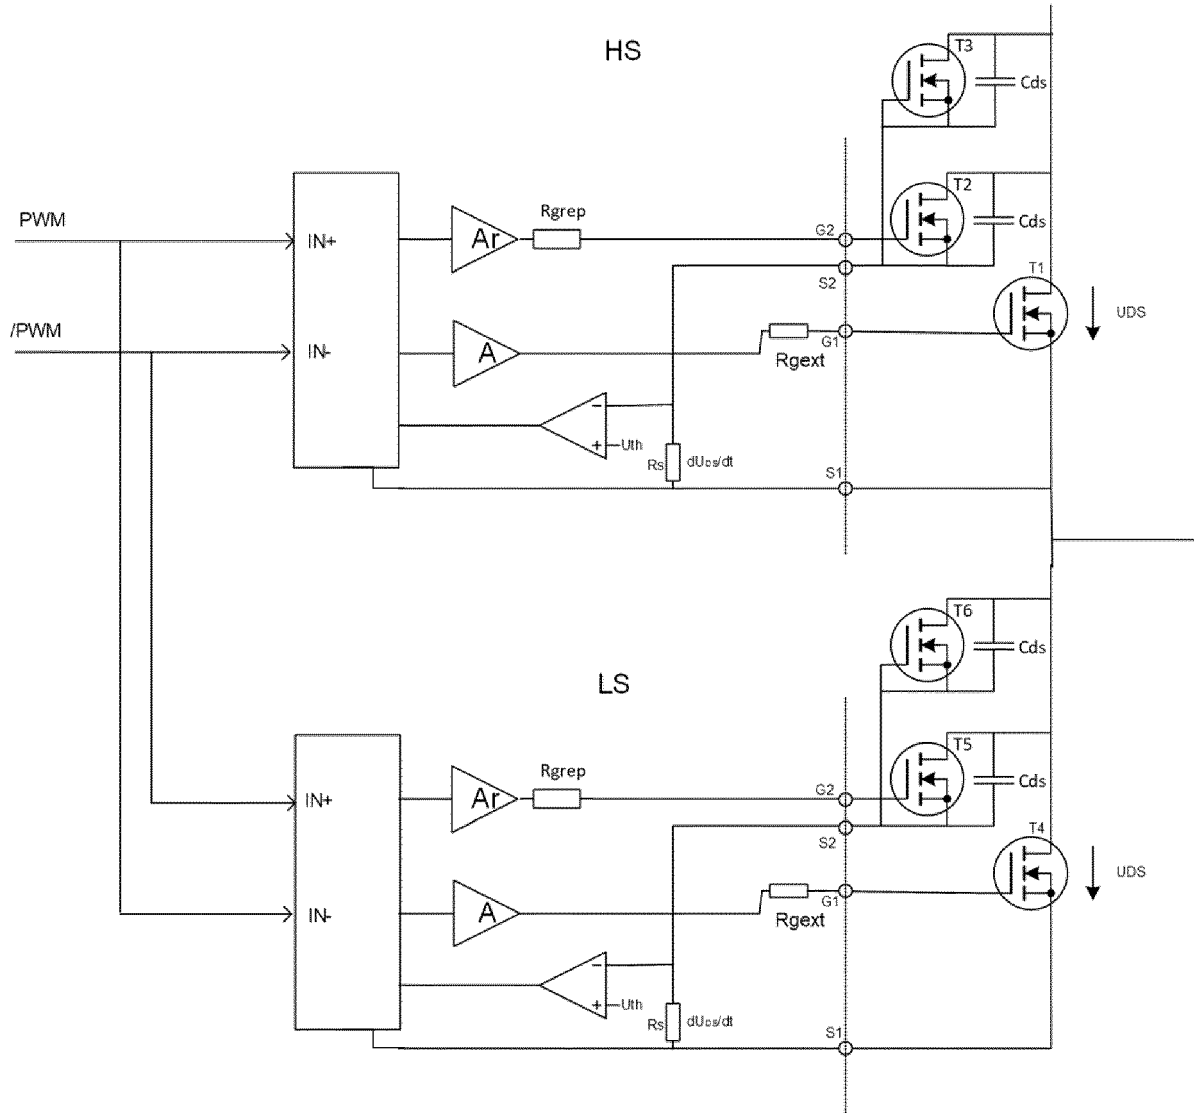 HS
T3
Cds
PWM
IN+
Ar
Rgrep
G2
S2
T2
Cds
T1
UDS
/PWM
IN-
A
Rgext
G1
−
+
Uth
Rs
dUDS/dt
S1
LS
T6
Cds
IN+
Ar
Rgrep
G2
S2
T5
Cds
T4
UDS
IN-
A
Rgext
G1
−
+
Uth
Rs
dUDS/dt
S1